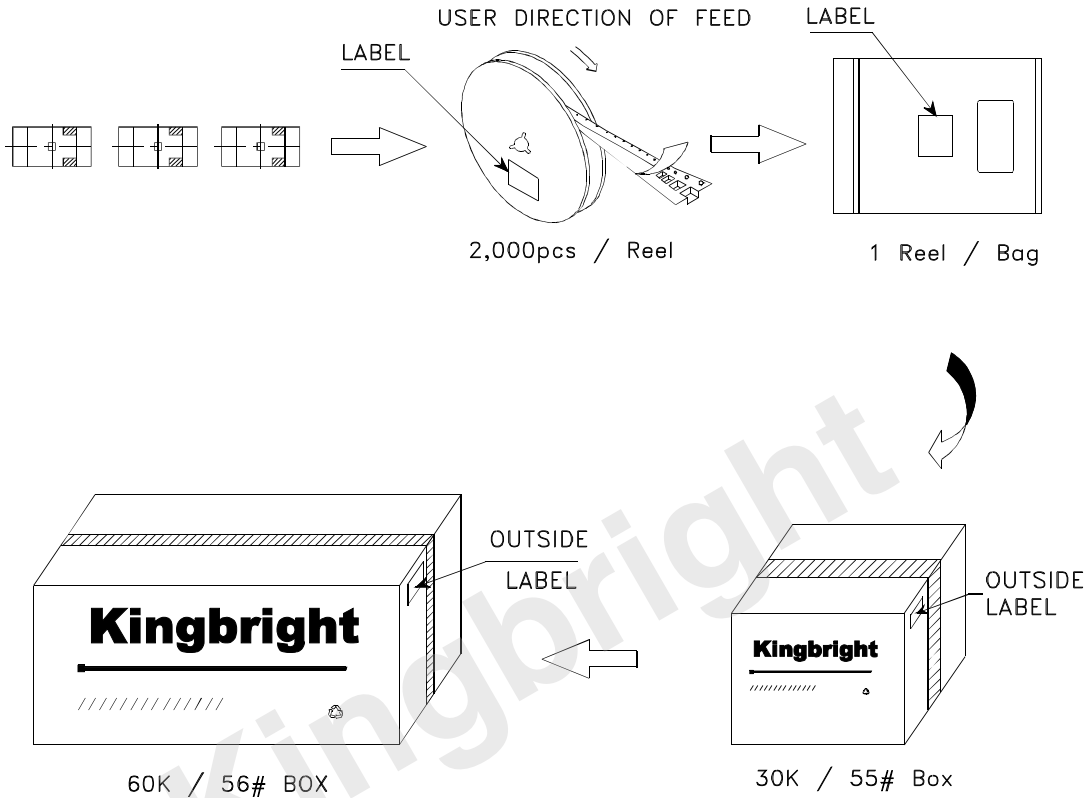 USER DIRECTION OF FEED
LABEL
LABEL
2,000pcs / Reel
1 Reel / Bag
OUTSIDE
LABEL
Kingbright
60K / 56# BOX
OUTSIDE
LABEL
Kingbright
30K / 55# Box
Kingbright